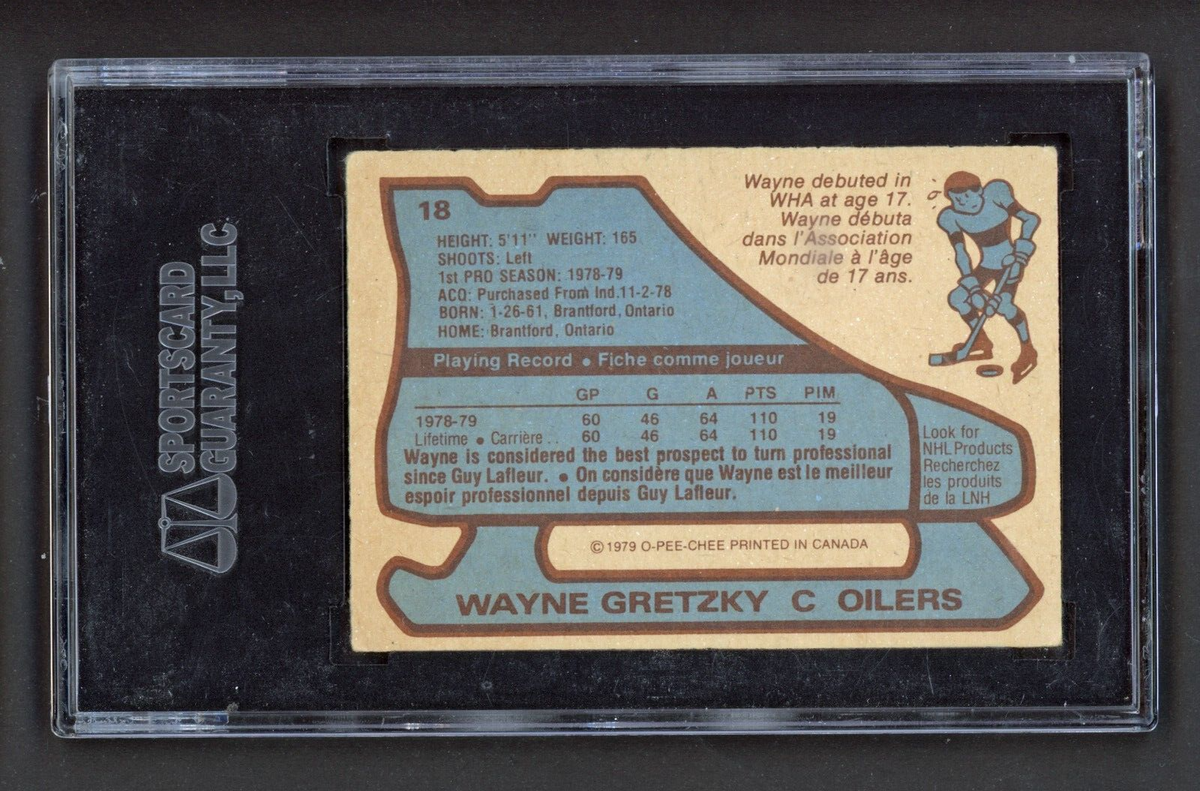 SPORTSCARD
GUARANTY, LLC
18
HEIGHT: 5'11" WEIGHT: 165
SHOOTS: Left
1st PRO SEASON: 1978-79
ACQ: Purchased From Ind.11-2-78
BORN: 1-26-61, Brantford, Ontario
HOME: Brantford, Ontario
Wayne debuted in
WHA at age 17.
Wayne débuta
dans l'Association
Mondiale à l'âge
de 17 ans.
Playing Record • Fiche comme joueur
GP G A PTS PIM
1978-79 60 46 64 110 19
Lifetime • Carrière .. 60 46 64 110 19
Wayne is considered the best prospect to turn professional
since Guy Lafleur. • On considère que Wayne est le meilleur
espoir professionnel depuis Guy Lafleur.
Look for
NHL Products
Recherchez
les produits
de la LNH
© 1979 O-PEE-CHEE PRINTED IN CANADA
WAYNE GRETZKY C OILERS